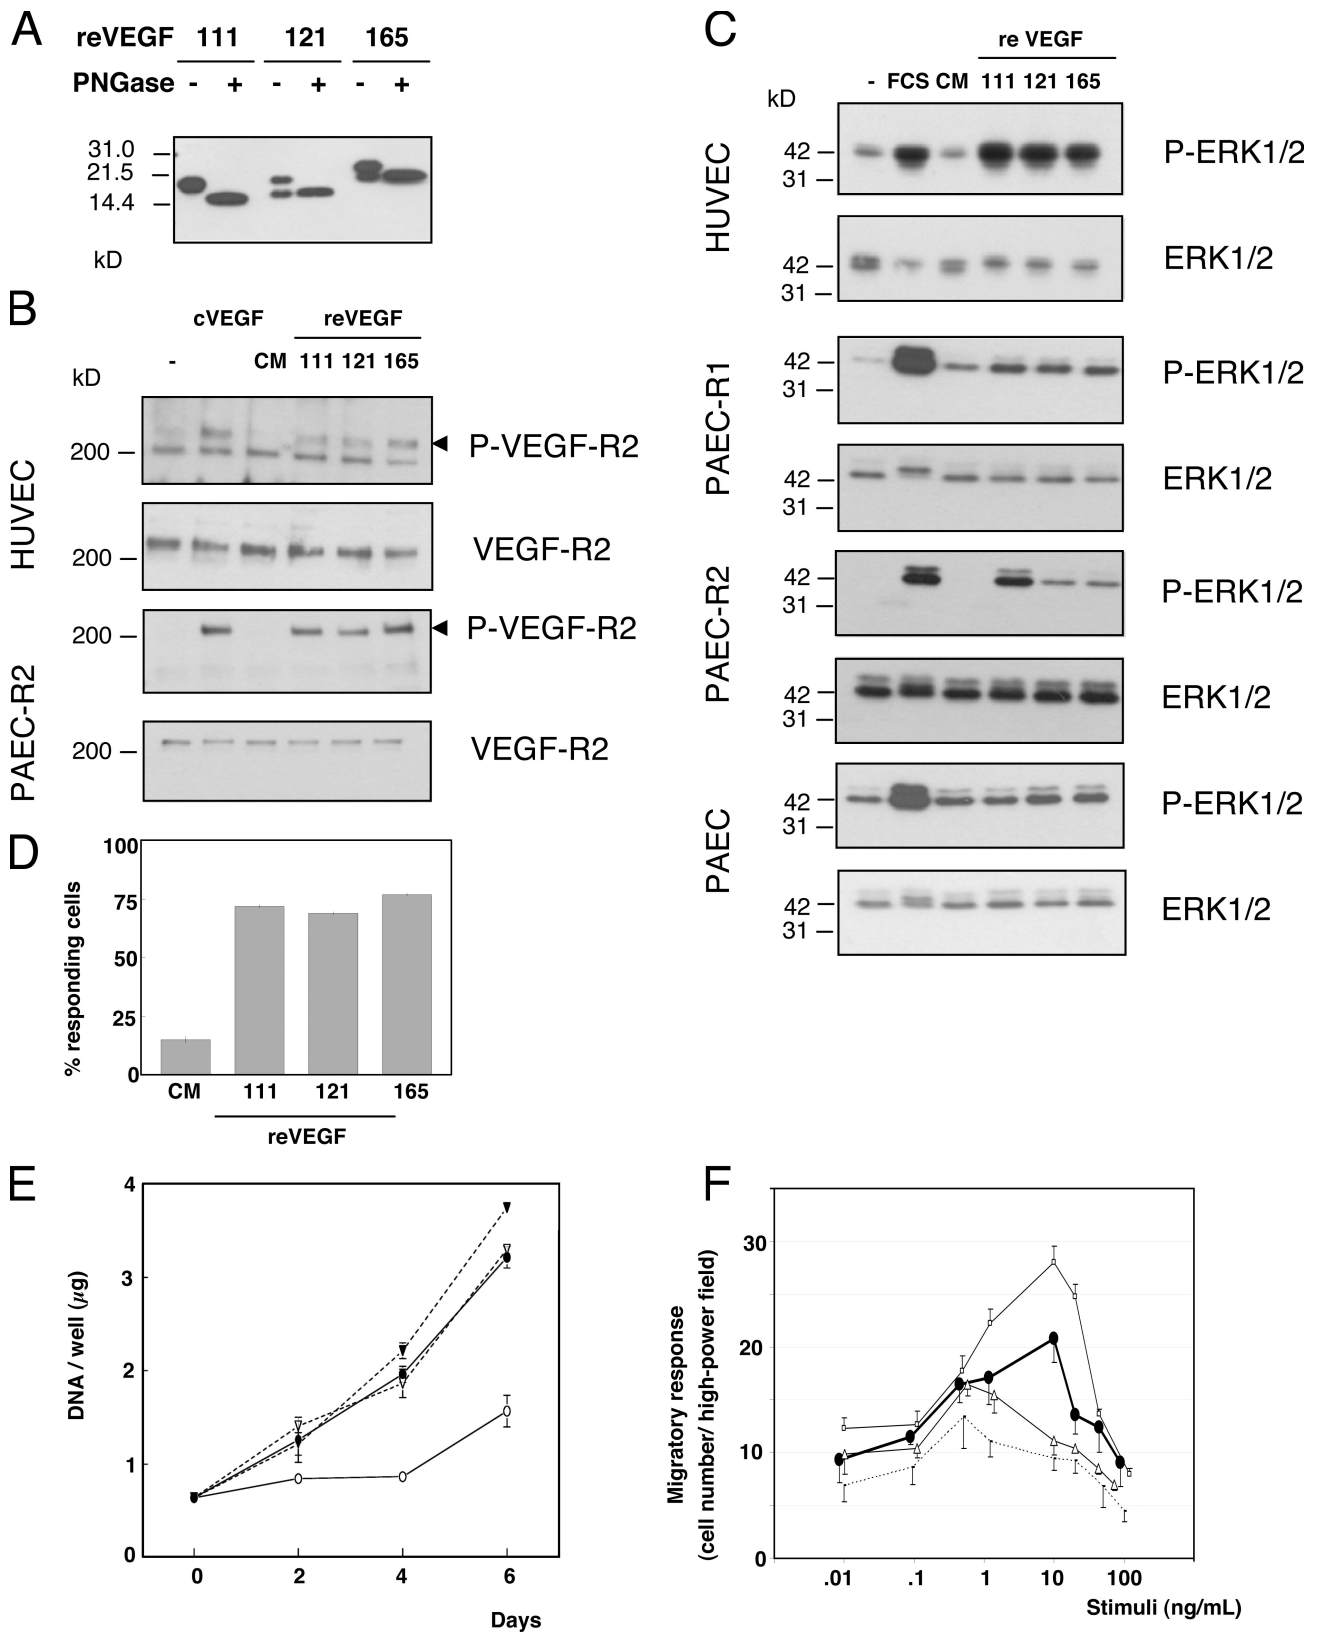 A
reVEGF 111 121 165
PNGase - + - + - +
31.0
21.5
14.4
kD
B
cVEGF reVEGF
- CM 111 121 165
kD
HUVEC
200
P-VEGF-R2
200
VEGF-R2
PAEC-R2
200
P-VEGF-R2
200
VEGF-R2
C
re VEGF
- FCS CM 111 121 165
kD
HUVEC
42
31
P-ERK1/2
42
31
ERK1/2
PAEC-R1
42
31
P-ERK1/2
42
31
ERK1/2
PAEC-R2
42
31
P-ERK1/2
42
31
ERK1/2
PAEC
42
31
P-ERK1/2
42
31
ERK1/2
D
% responding cells
100
75
50
25
0
CM 111 121 165
reVEGF
E
DNA / well (µg)
4
3
2
1
0
0 2 4 6
Days
F
Migratory response
(cell number/ high-power field)
30
20
10
0
.01 .1 1 10 100
Stimuli (ng/mL)